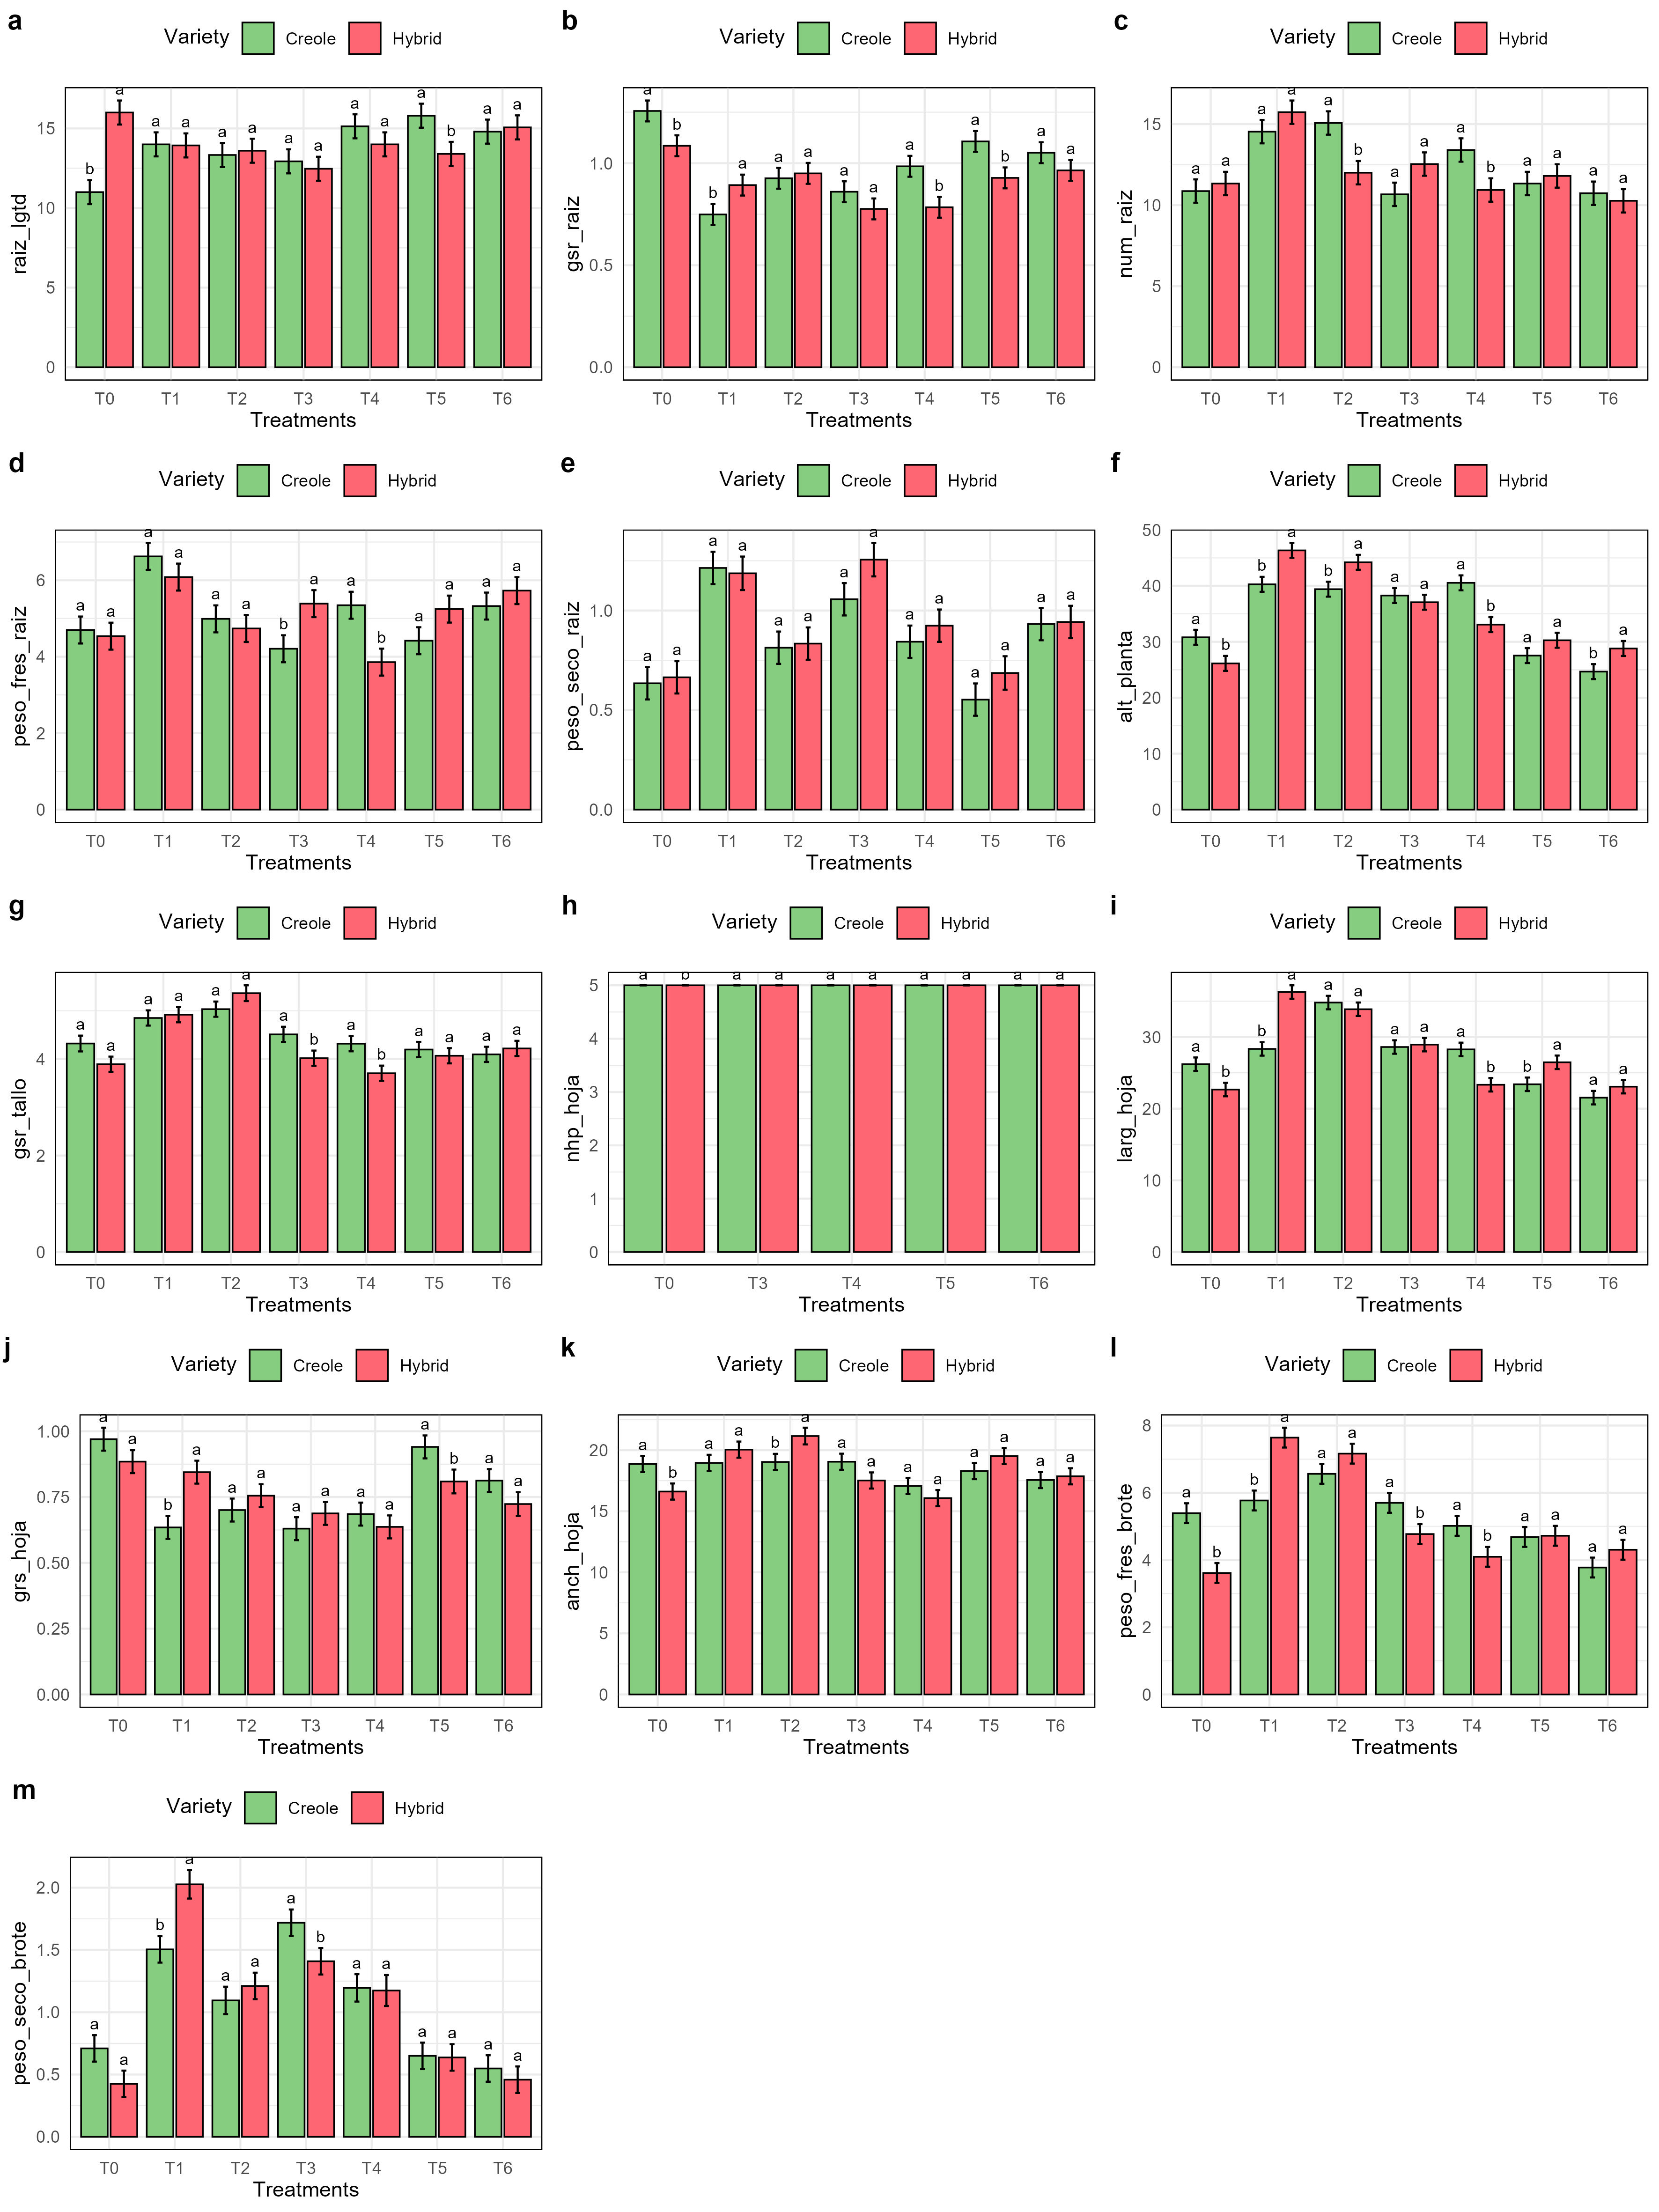 a
Variety Creole Hybrid
b a a a a a a a a a a b a a
15
10
5
0
raiz_lgtd
T0 T1 T2 T3 T4 T5 T6
Treatments
b
Variety Creole Hybrid
a b b a a a a a a b a b a a
1.0
0.5
0.0
gsr_raiz
T0 T1 T2 T3 T4 T5 T6
Treatments
c
Variety Creole Hybrid
a a a a a b a a a b a a a a
15
10
5
0
num_raiz
T0 T1 T2 T3 T4 T5 T6
Treatments
d
Variety Creole Hybrid
a a a a a a b a a b a a a a
6
4
2
0
peso_fres_raiz
T0 T1 T2 T3 T4 T5 T6
Treatments
e
Variety Creole Hybrid
a a a a a a a a a a a a a a
1.0
0.5
0.0
peso_seco_raiz
T0 T1 T2 T3 T4 T5 T6
Treatments
f
Variety Creole Hybrid
a b b a b a a a a b a a b a
50
40
30
20
10
0
alt_planta
T0 T1 T2 T3 T4 T5 T6
Treatments
g
Variety Creole Hybrid
a a a a a a a b a b a a a a
4
2
0
gsr_tallo
T0 T1 T2 T3 T4 T5 T6
Treatments
h
Variety Creole Hybrid
a b a a a a a a a a
5
4
3
2
1
0
nhp_hoja
T0 T3 T4 T5 T6
Treatments
i
Variety Creole Hybrid
a b b a a a a a a b b a a a
30
20
10
0
larg_hoja
T0 T1 T2 T3 T4 T5 T6
Treatments
j
Variety Creole Hybrid
a a b a a a a a a a a b a a
1.00
0.75
0.50
0.25
0.00
grs_hoja
T0 T1 T2 T3 T4 T5 T6
Treatments
k
Variety Creole Hybrid
a b a a b a a a a a a a a a
20
15
10
5
0
anch_hoja
T0 T1 T2 T3 T4 T5 T6
Treatments
l
Variety Creole Hybrid
a b b a a a a b a b a a a a
8
6
4
2
0
peso_fres_brote
T0 T1 T2 T3 T4 T5 T6
Treatments
m
Variety Creole Hybrid
a a b a a a a b a a a a a a
2.0
1.5
1.0
0.5
0.0
peso_seco_brote
T0 T1 T2 T3 T4 T5 T6
Treatments